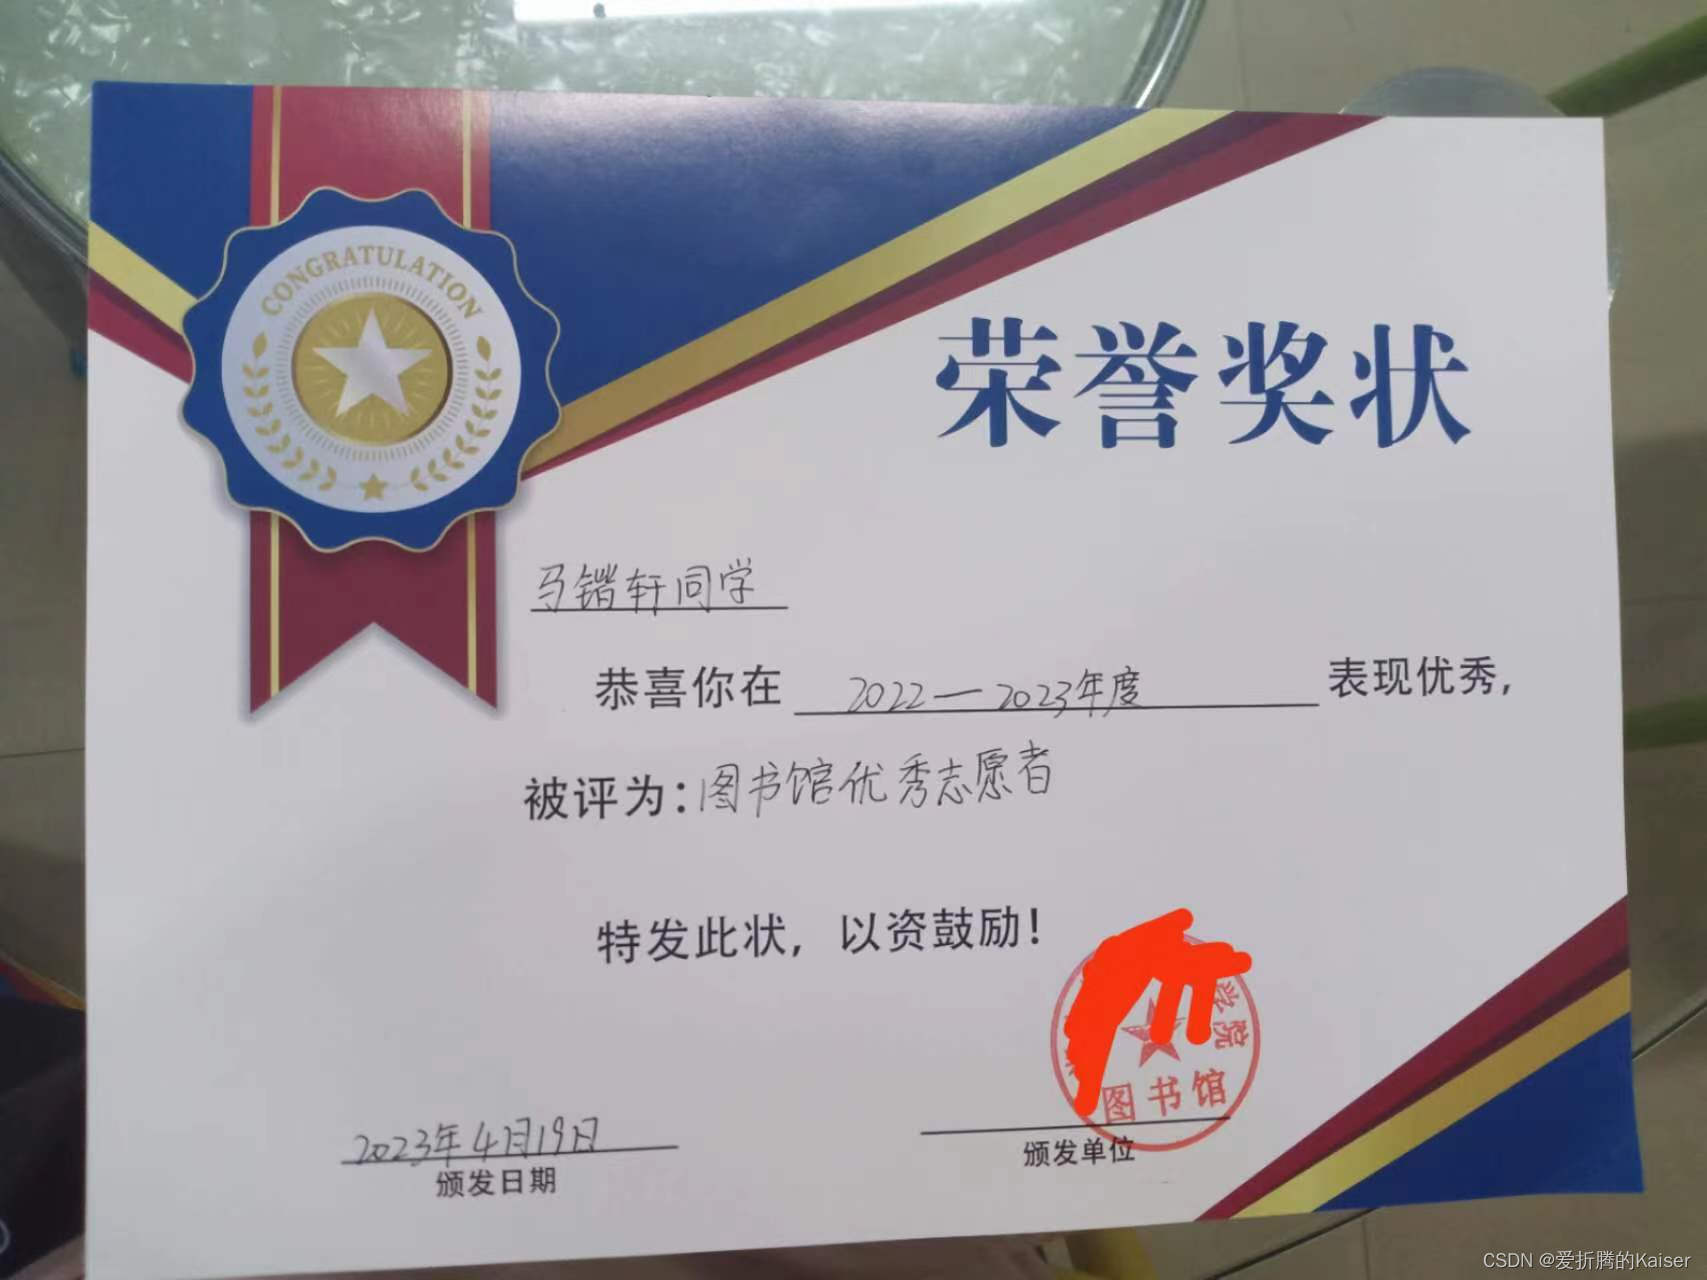 CONGRATULATION
荣誉奖状
马锴轩同学
恭喜你在 2022—2023年度 表现优秀,
被评为:图书馆优秀志愿者
特发此状, 以资鼓励!
学院
图书馆
2023年4月19日
颁发日期
颁发单位
CSDN @爱折腾的Kaiser